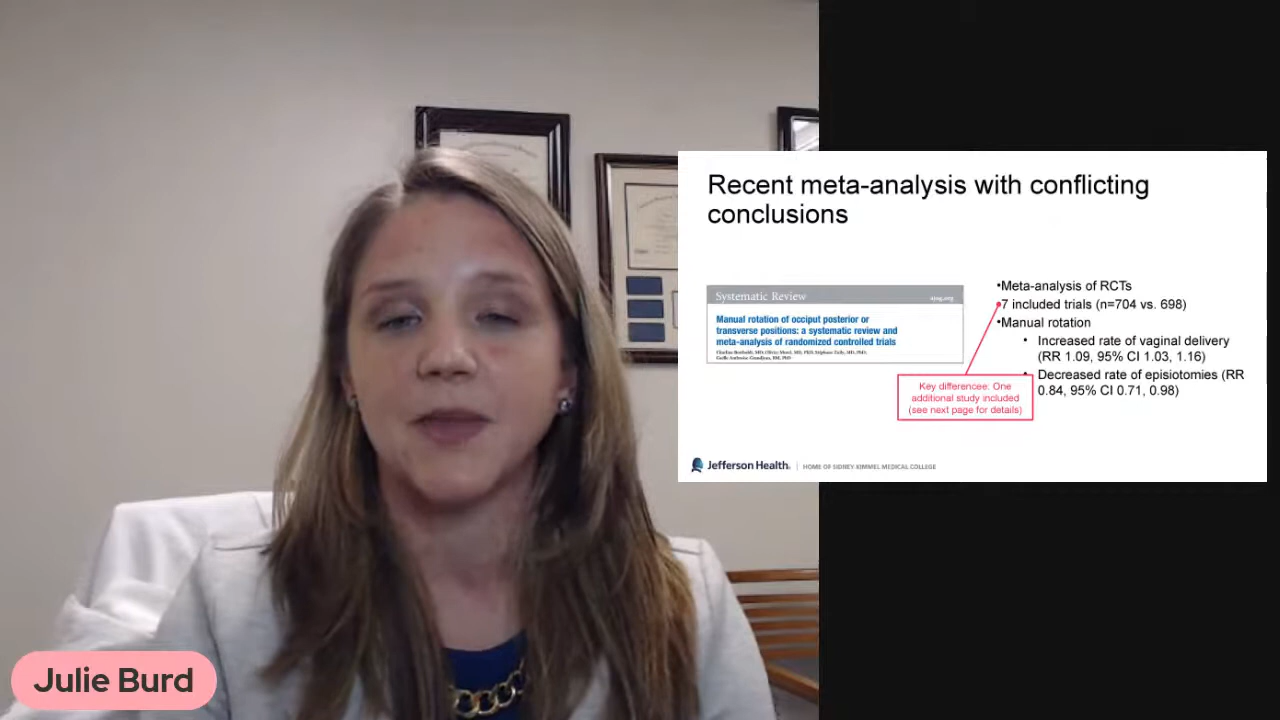 Recent meta-analysis with conflicting
conclusions
Systematic Review
ajog.org
Manual rotation of occiput posterior or
transverse positions: a systematic review and
meta-analysis of randomized controlled trials
•Meta-analysis of RCTs
•7 included trials (n=704 vs. 698)
•Manual rotation
• Increased rate of vaginal delivery
(RR 1.09, 95% CI 1.03, 1.16)
• Decreased rate of episiotomies (RR
0.84, 95% CI 0.71, 0.98)
Key differencee: One
additional study included
(see next page for details)
Jefferson Health. | HOME OF SIDNEY KIMMEL MEDICAL COLLEGE
Julie Burd